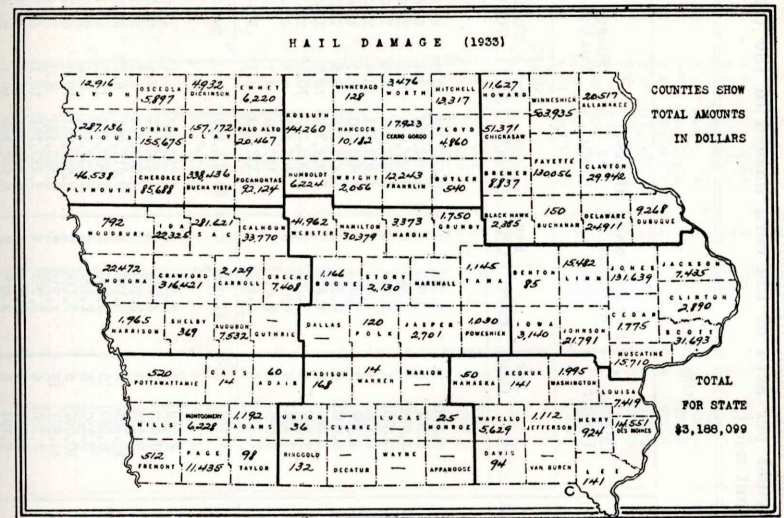 HAIL DAMAGE (1933)
COUNTIES SHOW
TOTAL AMOUNTS
IN DOLLARS
12,916
LYON
OSCEOLA
5,897
4,932
DICKINSON
EMMET
6,220
KOSSUTH
44,260
WINNEBAGO
128
3,476
WORTH
MITCHELL
13,317
11,627
HOWARD
WINNESHIEK
503,935
20,517
ALLAMAKEE
287,136
SIOUX
O'BRIEN
135,675
157,172
CLAY
PALO ALTO
20,467
HANCOCK
10,182
17,923
CERRO GORDO
FLOYD
4,860
51,371
CHICKASAW
46,538
PLYMOUTH
CHEROKEE
85,688
338,436
BUENA VISTA
POCAHONTAS
92,124
HUMBOLDT
6,224
WRIGHT
2,056
12,243
FRANKLIN
BUTLER
540
BREMER
8,837
FAYETTE
130056
CLAYTON
29,942
792
WOODBURY
IDA
22,325
281,621
SAC
CALHOUN
33,770
41,962
WEBSTER
HAMILTON
30,379
3,373
HARDIN
1,750
GRUNDY
BLACK HAWK
2,385
150
BUCHANAN
DELAWARE
24,911
9,268
DUBUQUE
22,472
MONONA
CRAWFORD
316,421
2,129
CARROLL
GREENE
7,408
1,166
BOONE
STORY
2,130
—
MARSHALL
1,145
TAMA
BENTON
85
15,482
LINN
JONES
131,639
JACKSON
7,435
CLINTON
2,890
1,965
HARRISON
SHELBY
369
AUDUBON
7,532
—
GUTHRIE
DALLAS
—
120
POLK
JASPER
2,701
1,030
POWESHIEK
IOWA
3,140
JOHNSON
21,791
CEDAR
1,775
SCOTT
31,693
MUSCATINE
15,710
520
POTTAWATTAMIE
CASS
14
60
ADAIR
MADISON
168
14
WARREN
MARION
—
50
MAHASKA
KEOKUK
141
1,995
WASHINGTON
LOUISA
7,419
TOTAL
FOR STATE
$3,188,099
—
MILLS
MONTGOMERY
6,228
1,192
ADAMS
UNION
36
—
CLARKE
LUCAS
—
25
MONROE
WAPELLO
5,629
1,112
JEFFERSON
HENRY
924
14,551
DES MOINES
512
FREMONT
PAGE
11,435
98
TAYLOR
RINGGOLD
132
—
DECATUR
WAYNE
—
—
APPANOOSE
DAVIS
94
—
VAN BUREN
LEE
141
C